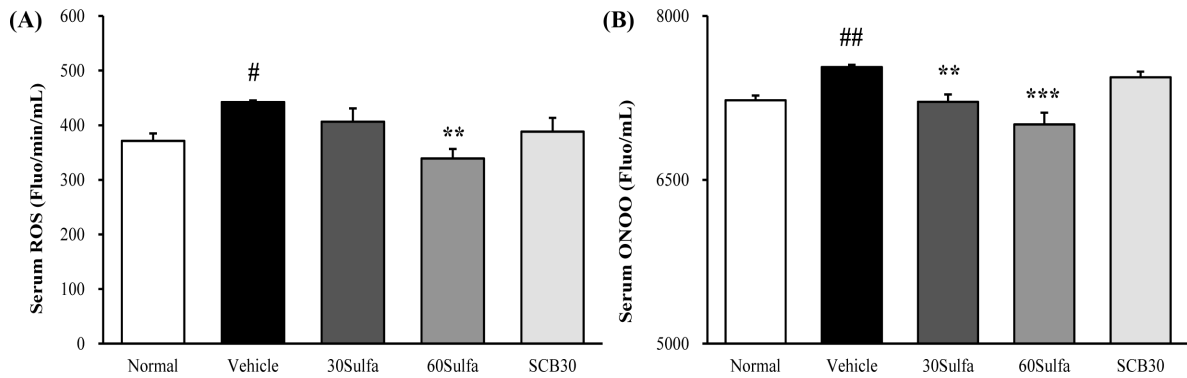 (A)
Serum ROS (Fluo/min/mL)
600
500
400
300
200
100
0
#
**
Normal Vehicle 30Sulfa 60Sulfa SCB30
(B)
Serum ONOO (Fluo/mL)
8000
6500
5000
##
**
***
Normal Vehicle 30Sulfa 60Sulfa SCB30